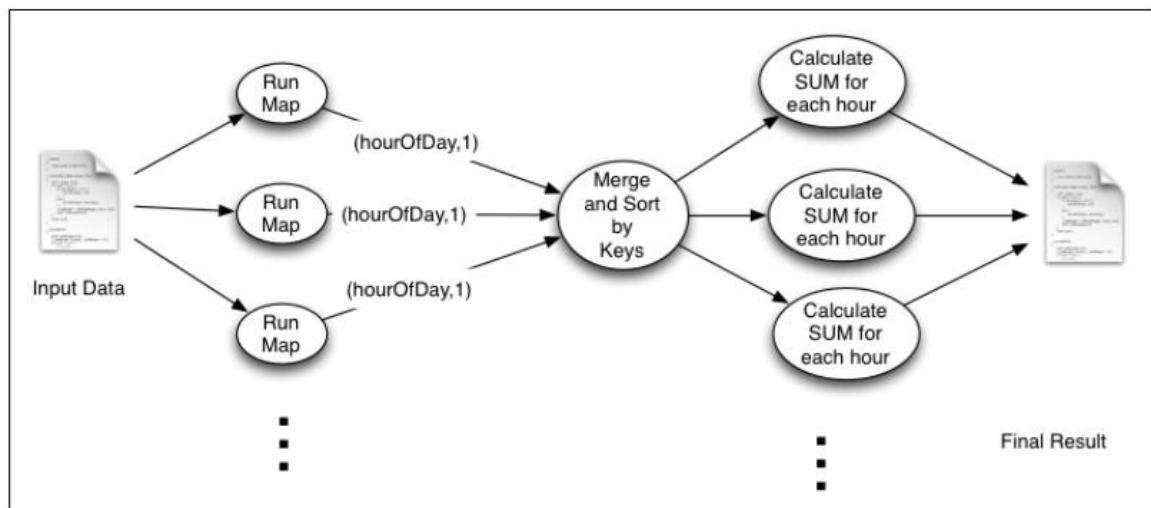 Run
Map
(hourOfDay,1)
Run
Map
(hourOfDay,1)
Run
Map
(hourOfDay,1)
Input Data
Merge
and Sort
by
Keys
Calculate
SUM for
each hour
Calculate
SUM for
each hour
Calculate
SUM for
each hour
Final Result